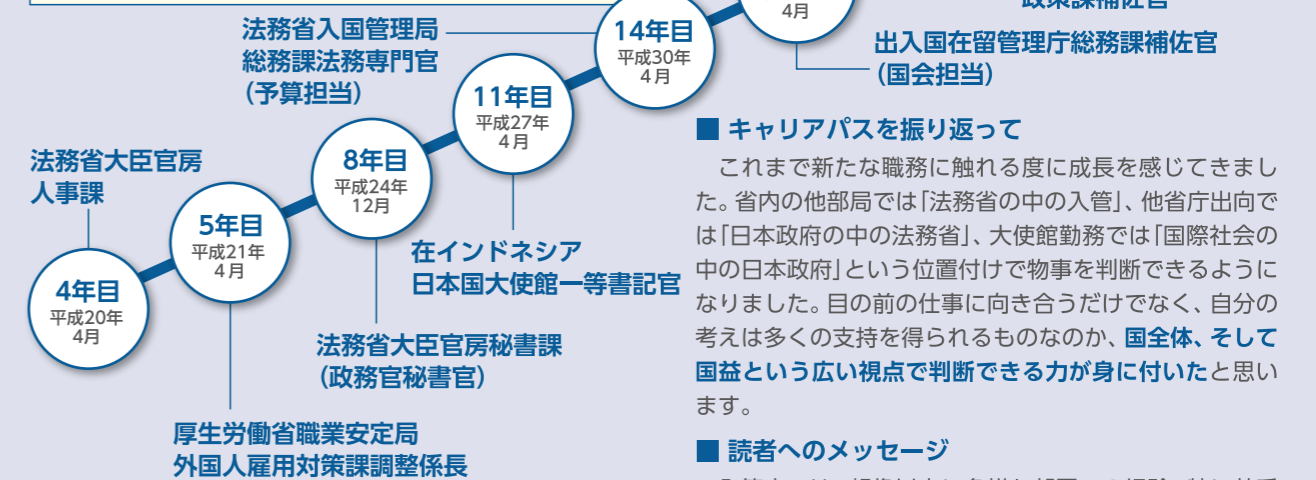 法務省大臣官房
人事課
4年目
平成20年
4月
5年目
平成21年
4月
厚生労働省職業安定局
外国人雇用対策課調整係長
8年目
平成24年
12月
法務省大臣官房秘書課
（政務官秘書官）
11年目
平成27年
4月
在インドネシア
日本国大使館一等書記官
法務省入国管理局
総務課法務専門官
（予算担当）
14年目
平成30年
4月
4月
出入国在留管理庁総務課補佐官
（国会担当）
政策課補佐官
■ キャリアパスを振り返って
これまで新たな職務に触れる度に成長を感じてきまし
た。省内の他部局では「法務省の中の入管」、他省庁出向で
は「日本政府の中の法務省」、大使館勤務では「国際社会の
中の日本政府」という位置付けで物事を判断できるように
なりました。目の前の仕事に向き合うだけでなく、自分の
考えは多くの支持を得られるものなのか、国全体、そして
国益という広い視点で判断できる力が身に付いたと思い
ます。
■ 読者へのメッセージ